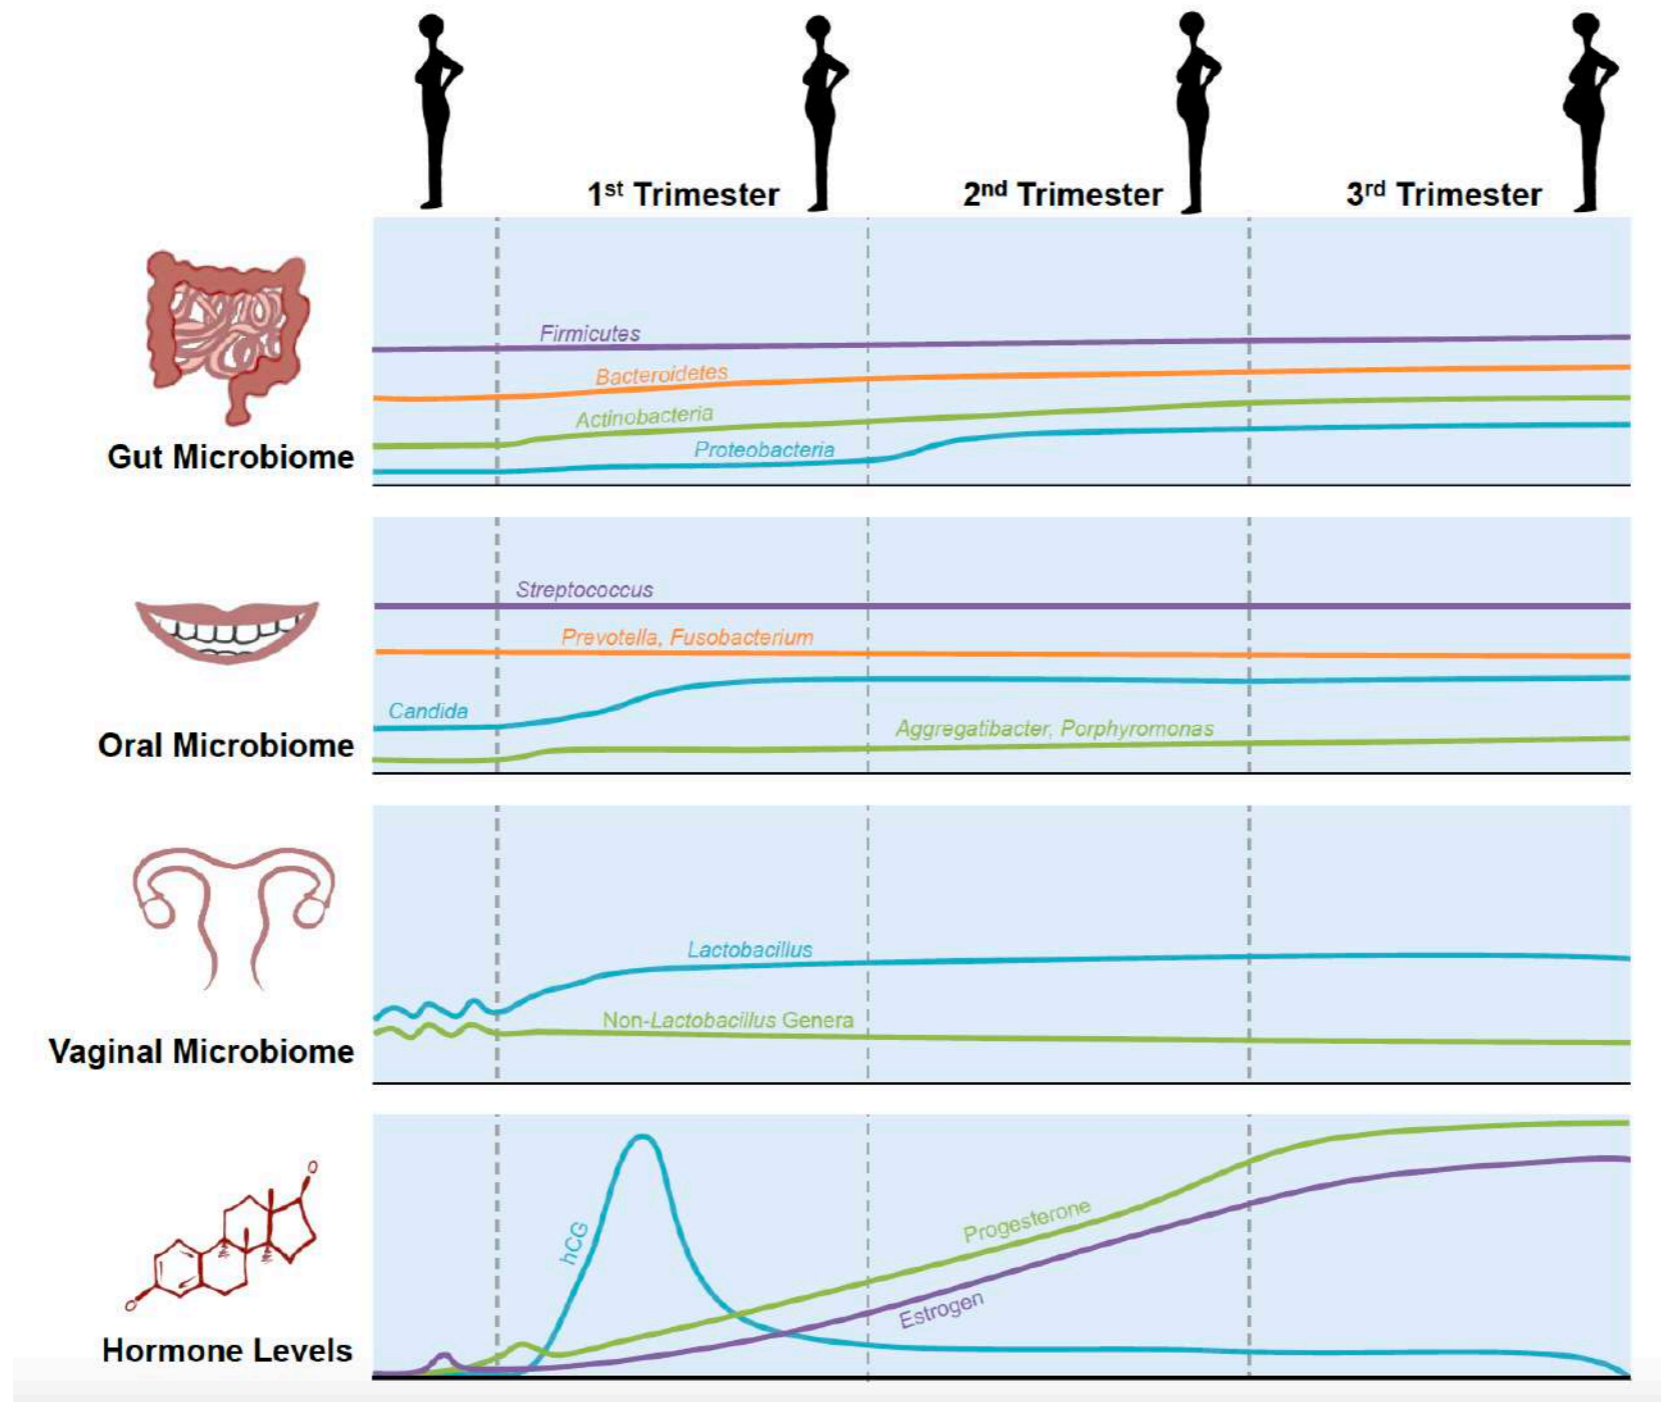 1st Trimester
2nd Trimester
3rd Trimester
Firmicutes
Bacteroidetes
Actinobacteria
Proteobacteria
Gut Microbiome
Streptococcus
Prevotella, Fusobacterium
Candida
Aggregatibacter, Porphyromonas
Oral Microbiome
Lactobacillus
Non-Lactobacillus Genera
Vaginal Microbiome
O
hCG
Progesterone
Estrogen
O
Hormone Levels